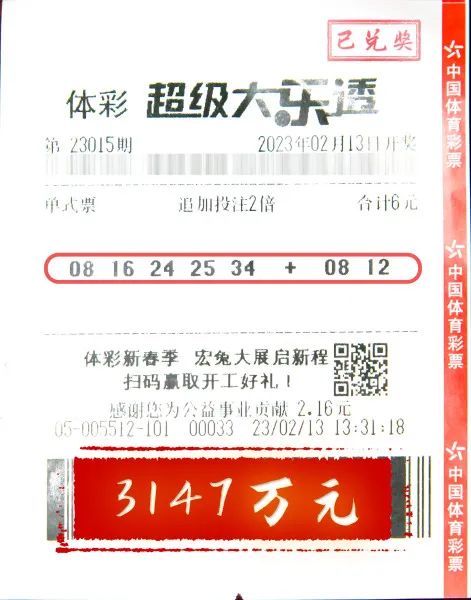 已兑奖
体彩 超级大乐透
第 23015期 2023年02月13日开奖
单式票 追加投注2倍 合计6元
08 16 24 25 34 + 08 12
体彩新春季 宏兔大展启新程
扫码赢取开工好礼！
感谢您为公益事业贡献 2.16元
05-005512-101 00033 23/02/13 13:31:18
3147万元
中国体育彩票
中国体育彩票
中国体育彩票